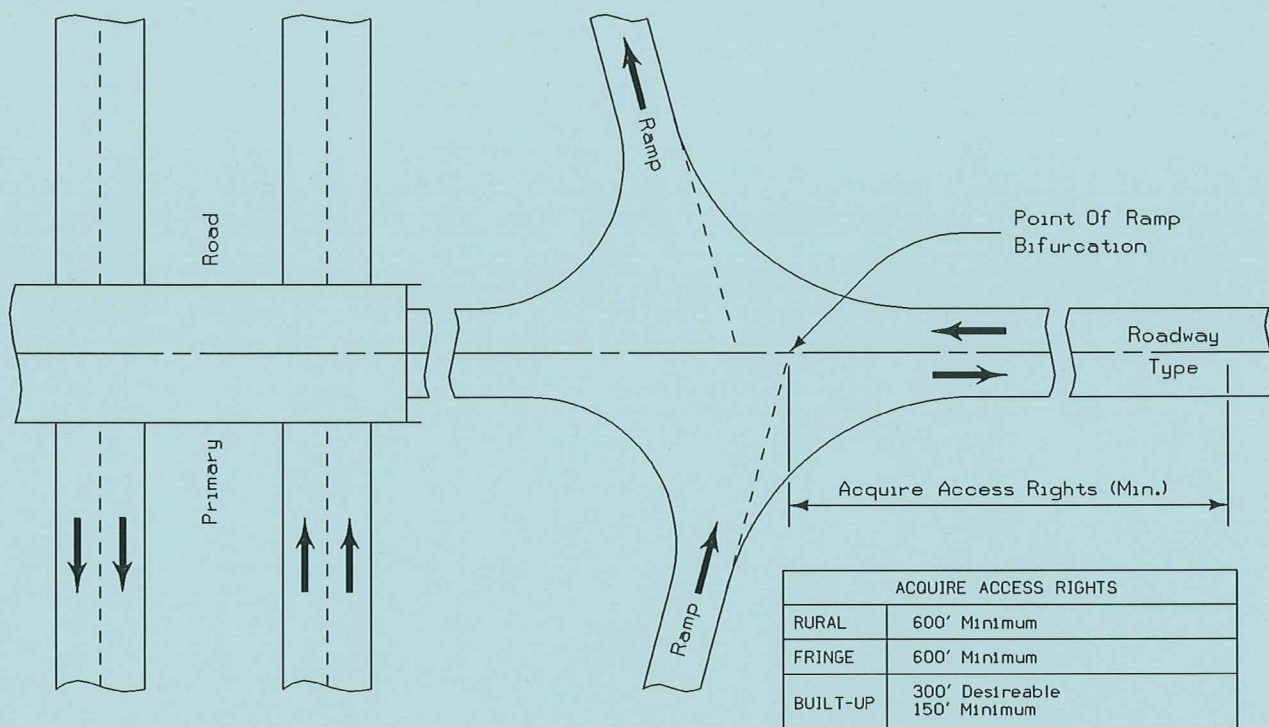 Road
Primary
Ramp
Ramp
Point Of Ramp
Bifurcation
Roadway
Type
Acquire Access Rights (Min.)
ACQUIRE ACCESS RIGHTS
RURAL 600' Minimum
FRINGE 600' Minimum
BUILT-UP 300' Desireable
150' Minimum